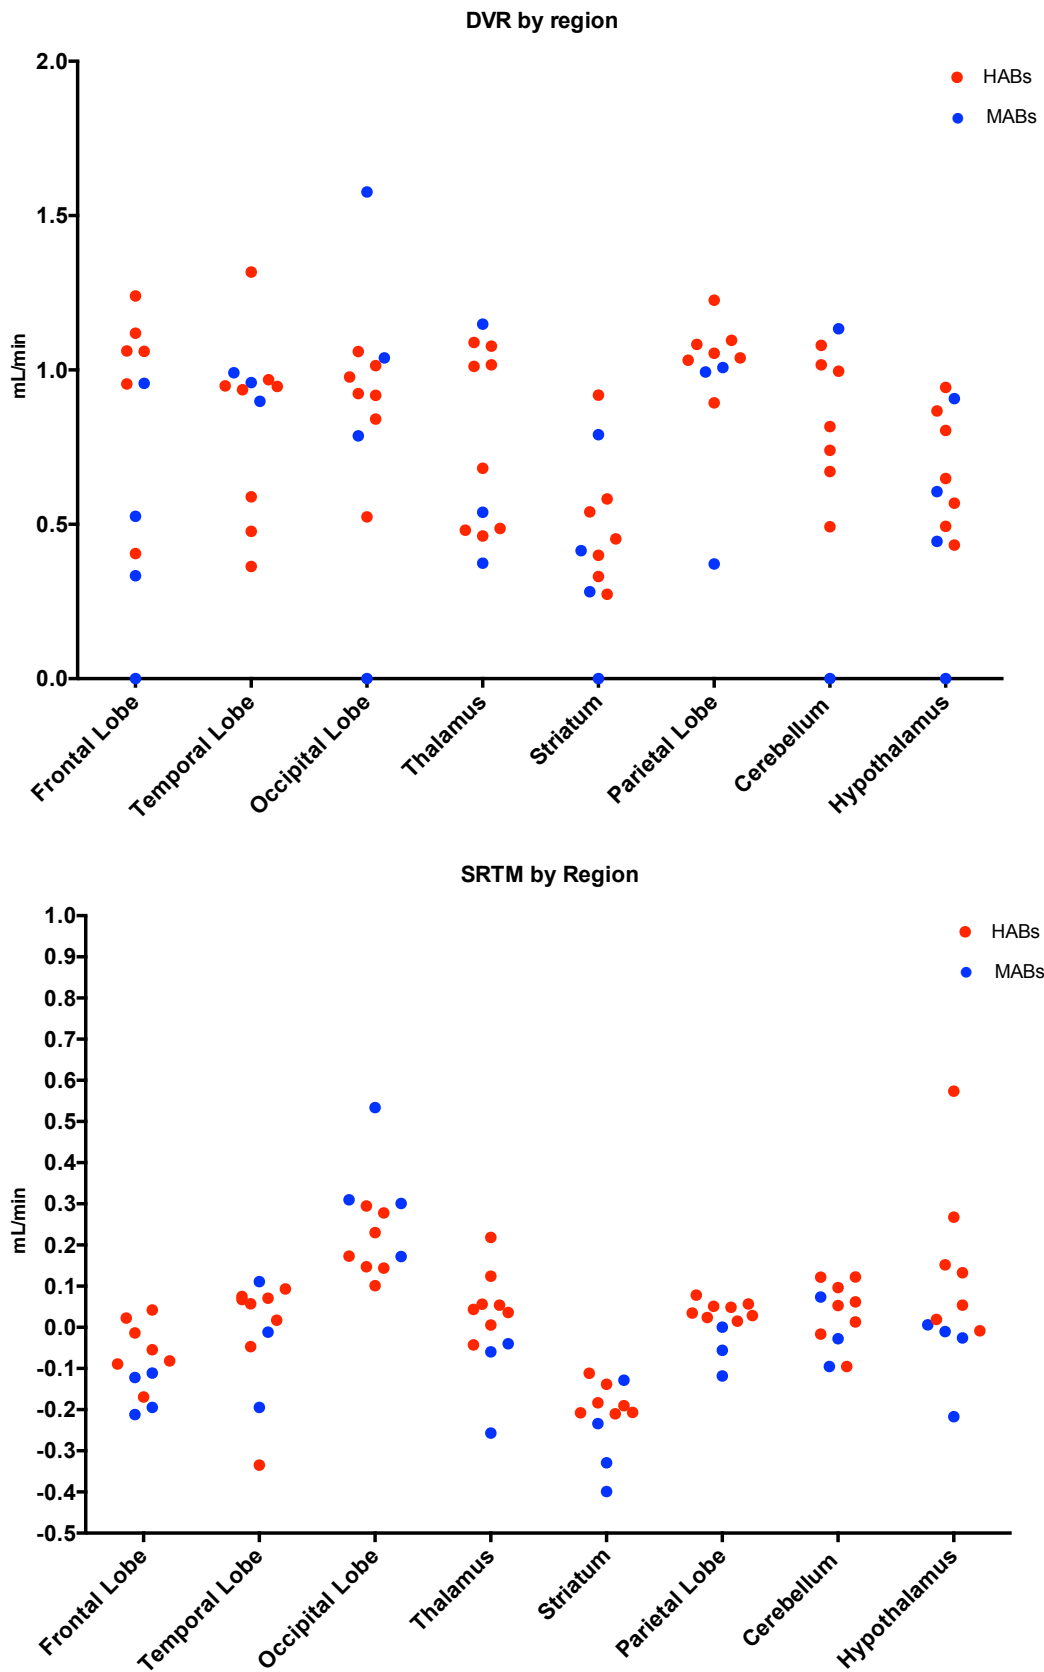 DVR by region
2.0
HABs
MABs
1.5
1.0
mL/min
0.5
0.0
Frontal Lobe
Temporal Lobe
Occipital Lobe
Thalamus
Striatum
Parietal Lobe
Cerebellum
Hypothalamus
SRTM by Region
1.0
HABs
0.9
MABs
0.8
0.7
0.6
0.5
0.4
0.3
mL/min
0.2
0.1
0.0
-0.1
-0.2
-0.3
-0.4
-0.5
Frontal Lobe
Temporal Lobe
Occipital Lobe
Thalamus
Striatum
Parietal Lobe
Cerebellum
Hypothalamus